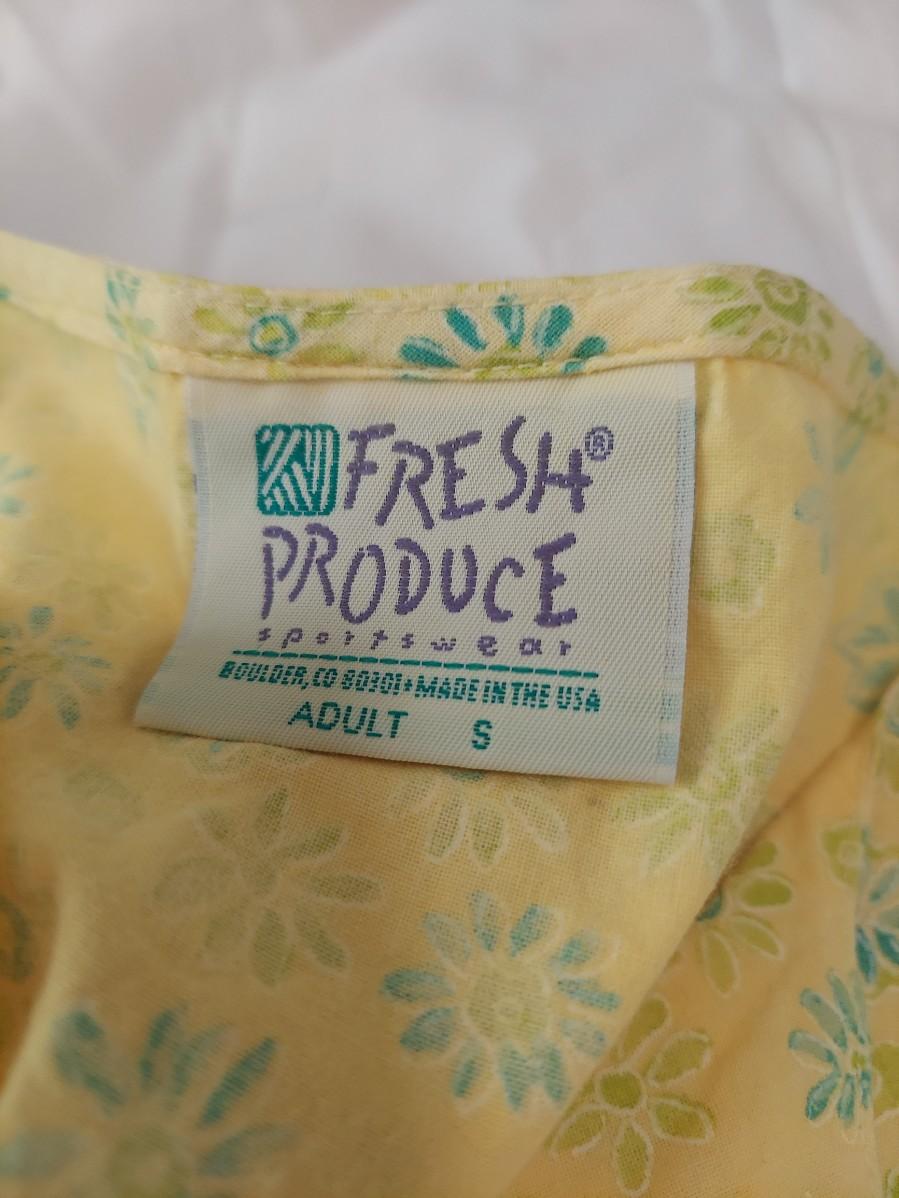 FRESH®
PRODUCE
sportswear
BOULDER, CO 80301•MADE IN THE USA
ADULT S